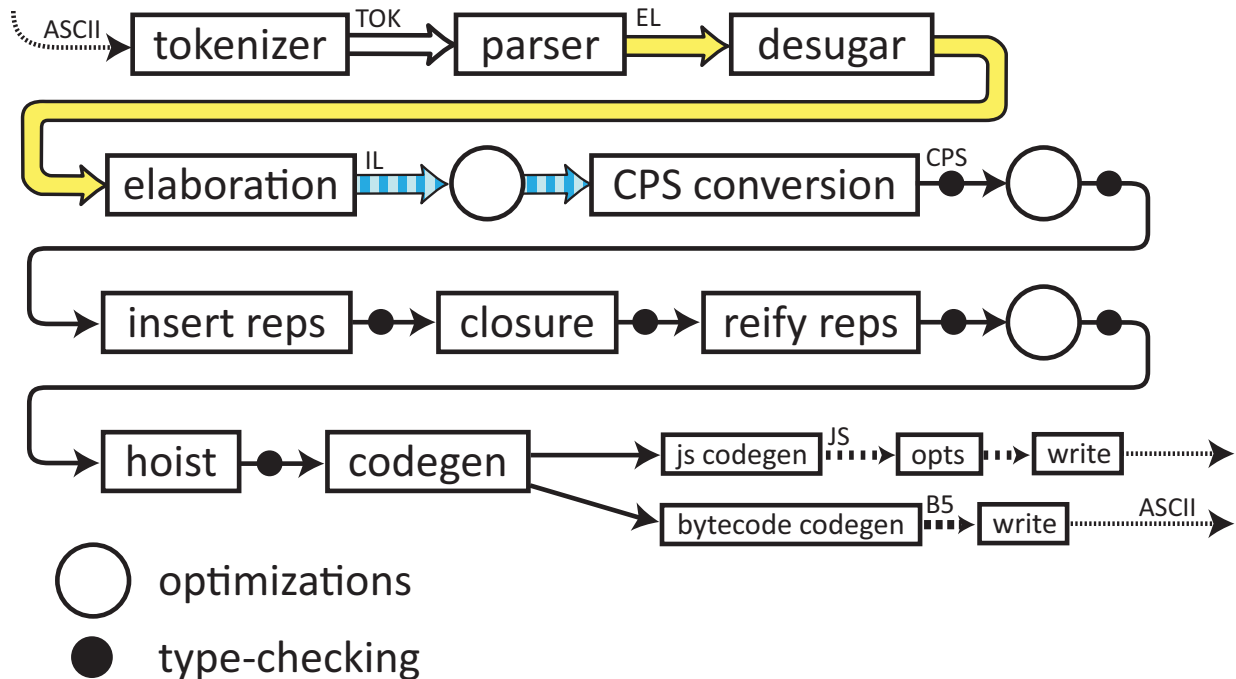 ASCII
TOK
EL
tokenizer
parser
desugar
IL
CPS
elaboration
CPS conversion
insert reps
closure
reify reps
hoist
codegen
js codegen
JS
opts
write
bytecode codegen
B5
write
ASCII
optimizations
type-checking